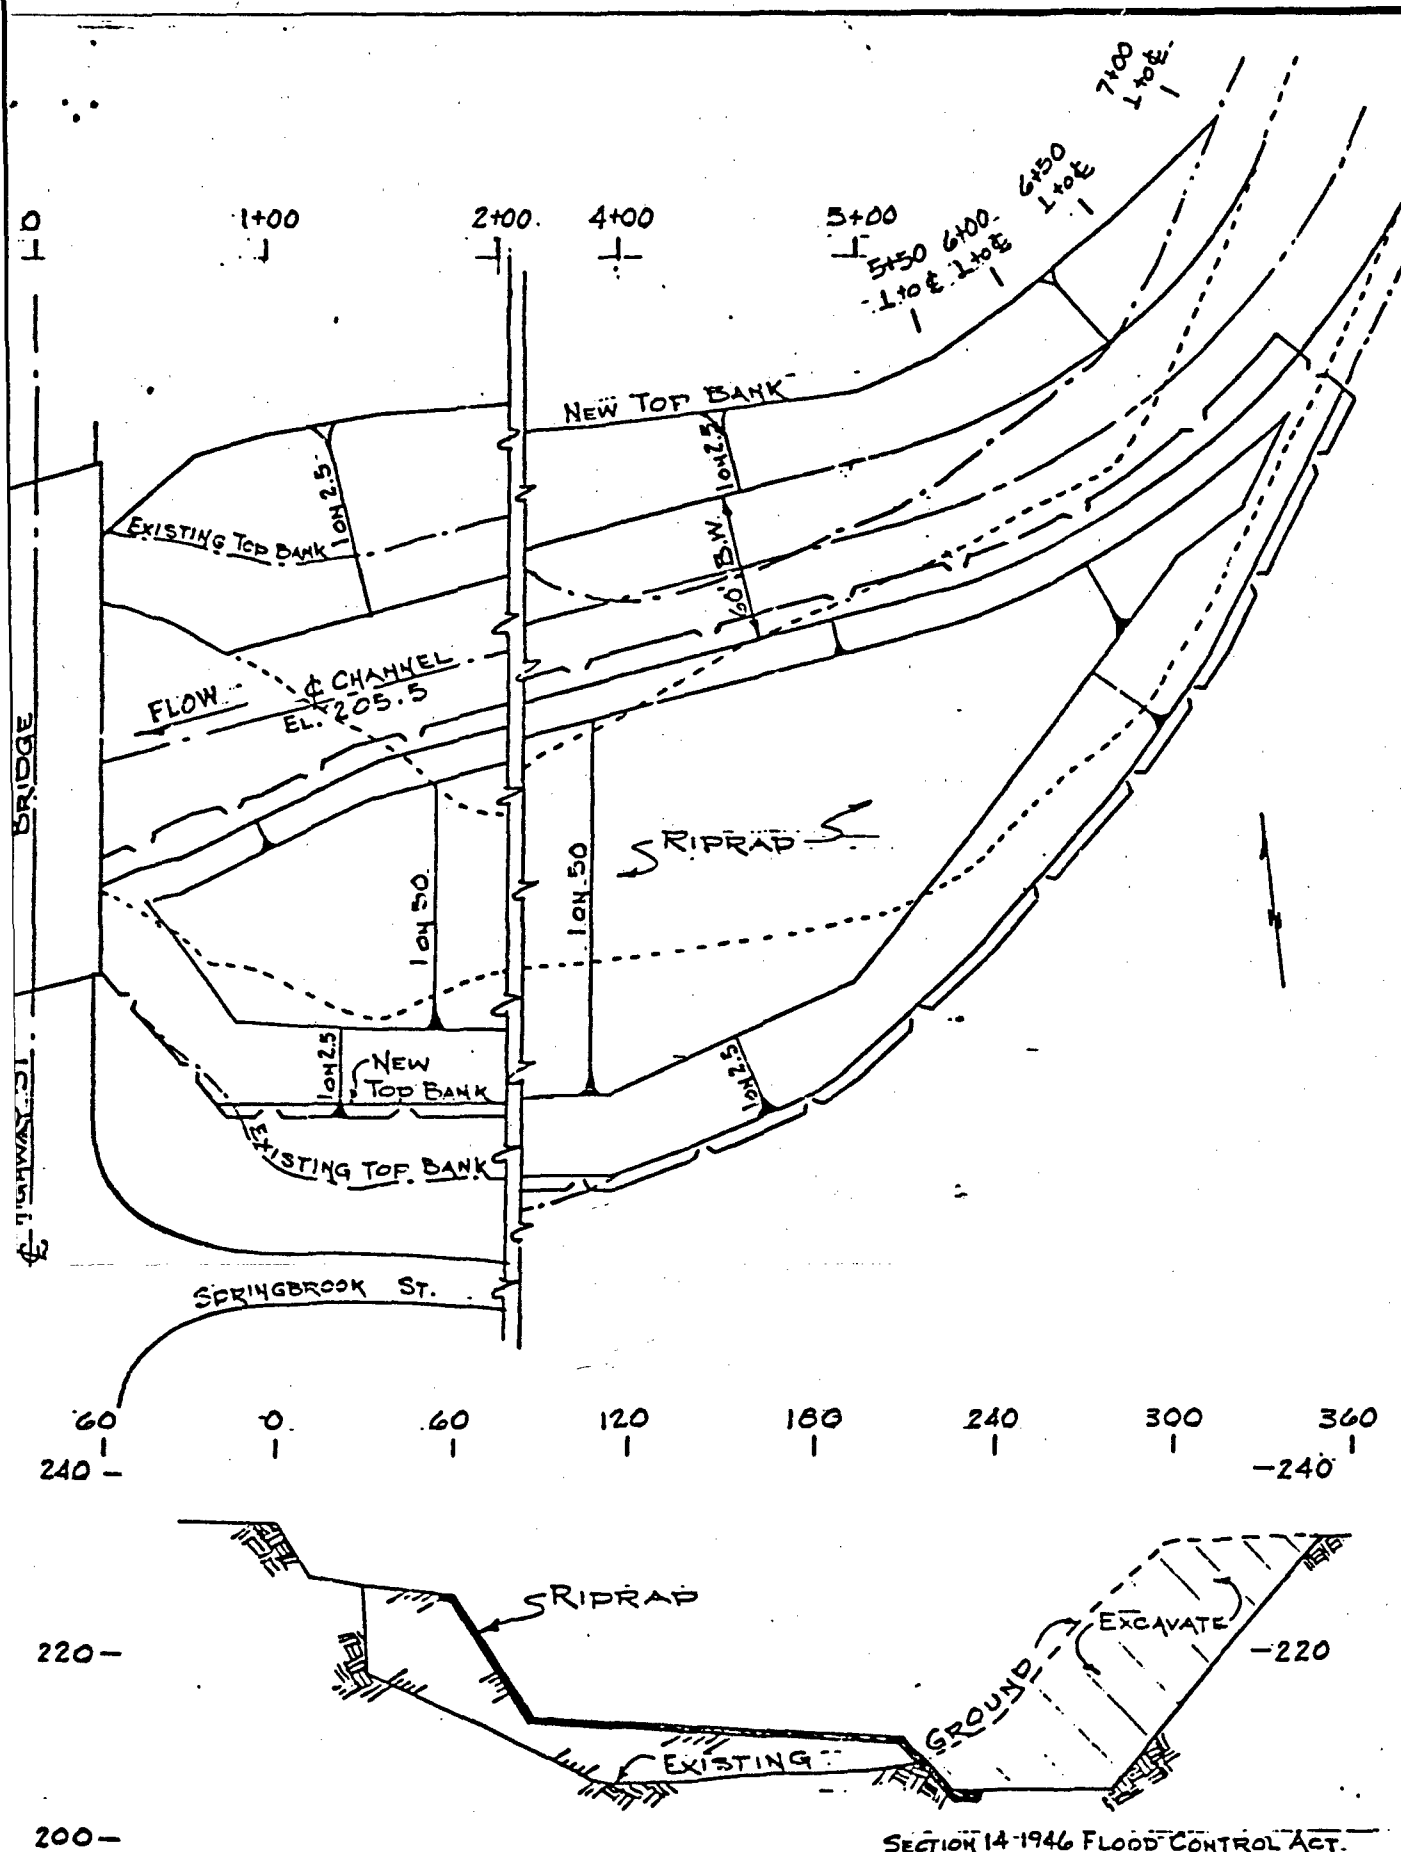 7+00
⊥ to ℄
6+50
⊥ to ℄
0 1+00 2+00 4+00 5+00
5+50 6+00
⊥ to ℄ ⊥ to ℄
NEW TOP BANK
1 ON 2.5
1 ON 2.5
EXISTING TOP BANK
60' B.W.
℄ CHANNEL
FLOW
EL. 205.5
BRIDGE
RIPRAP
1 ON 50
1 ON 50
1 ON 2.5
NEW
TOP BANK
1 ON 2.5
EXISTING TOP BANK
℄ HIGHWAY ST
SPRINGBROOK ST.
60 0 60 120 180 240 300 360
240 240
RIPRAP
EXCAVATE
220 220
GROUND
EXISTING
200
SECTION 14-1946 FLOOD CONTROL ACT.